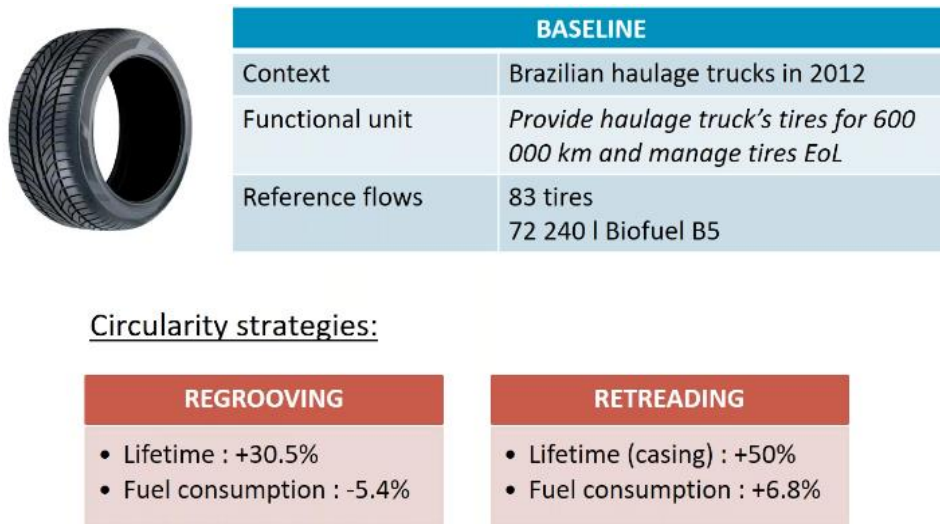 BASELINE
Context Brazilian haulage trucks in 2012
Functional unit Provide haulage truck's tires for 600
000 km and manage tires EoL
Reference flows 83 tires
72 240 l Biofuel B5
Circularity strategies:
REGROOVING
• Lifetime : +30.5%
• Fuel consumption : -5.4%
RETREADING
• Lifetime (casing) : +50%
• Fuel consumption : +6.8%